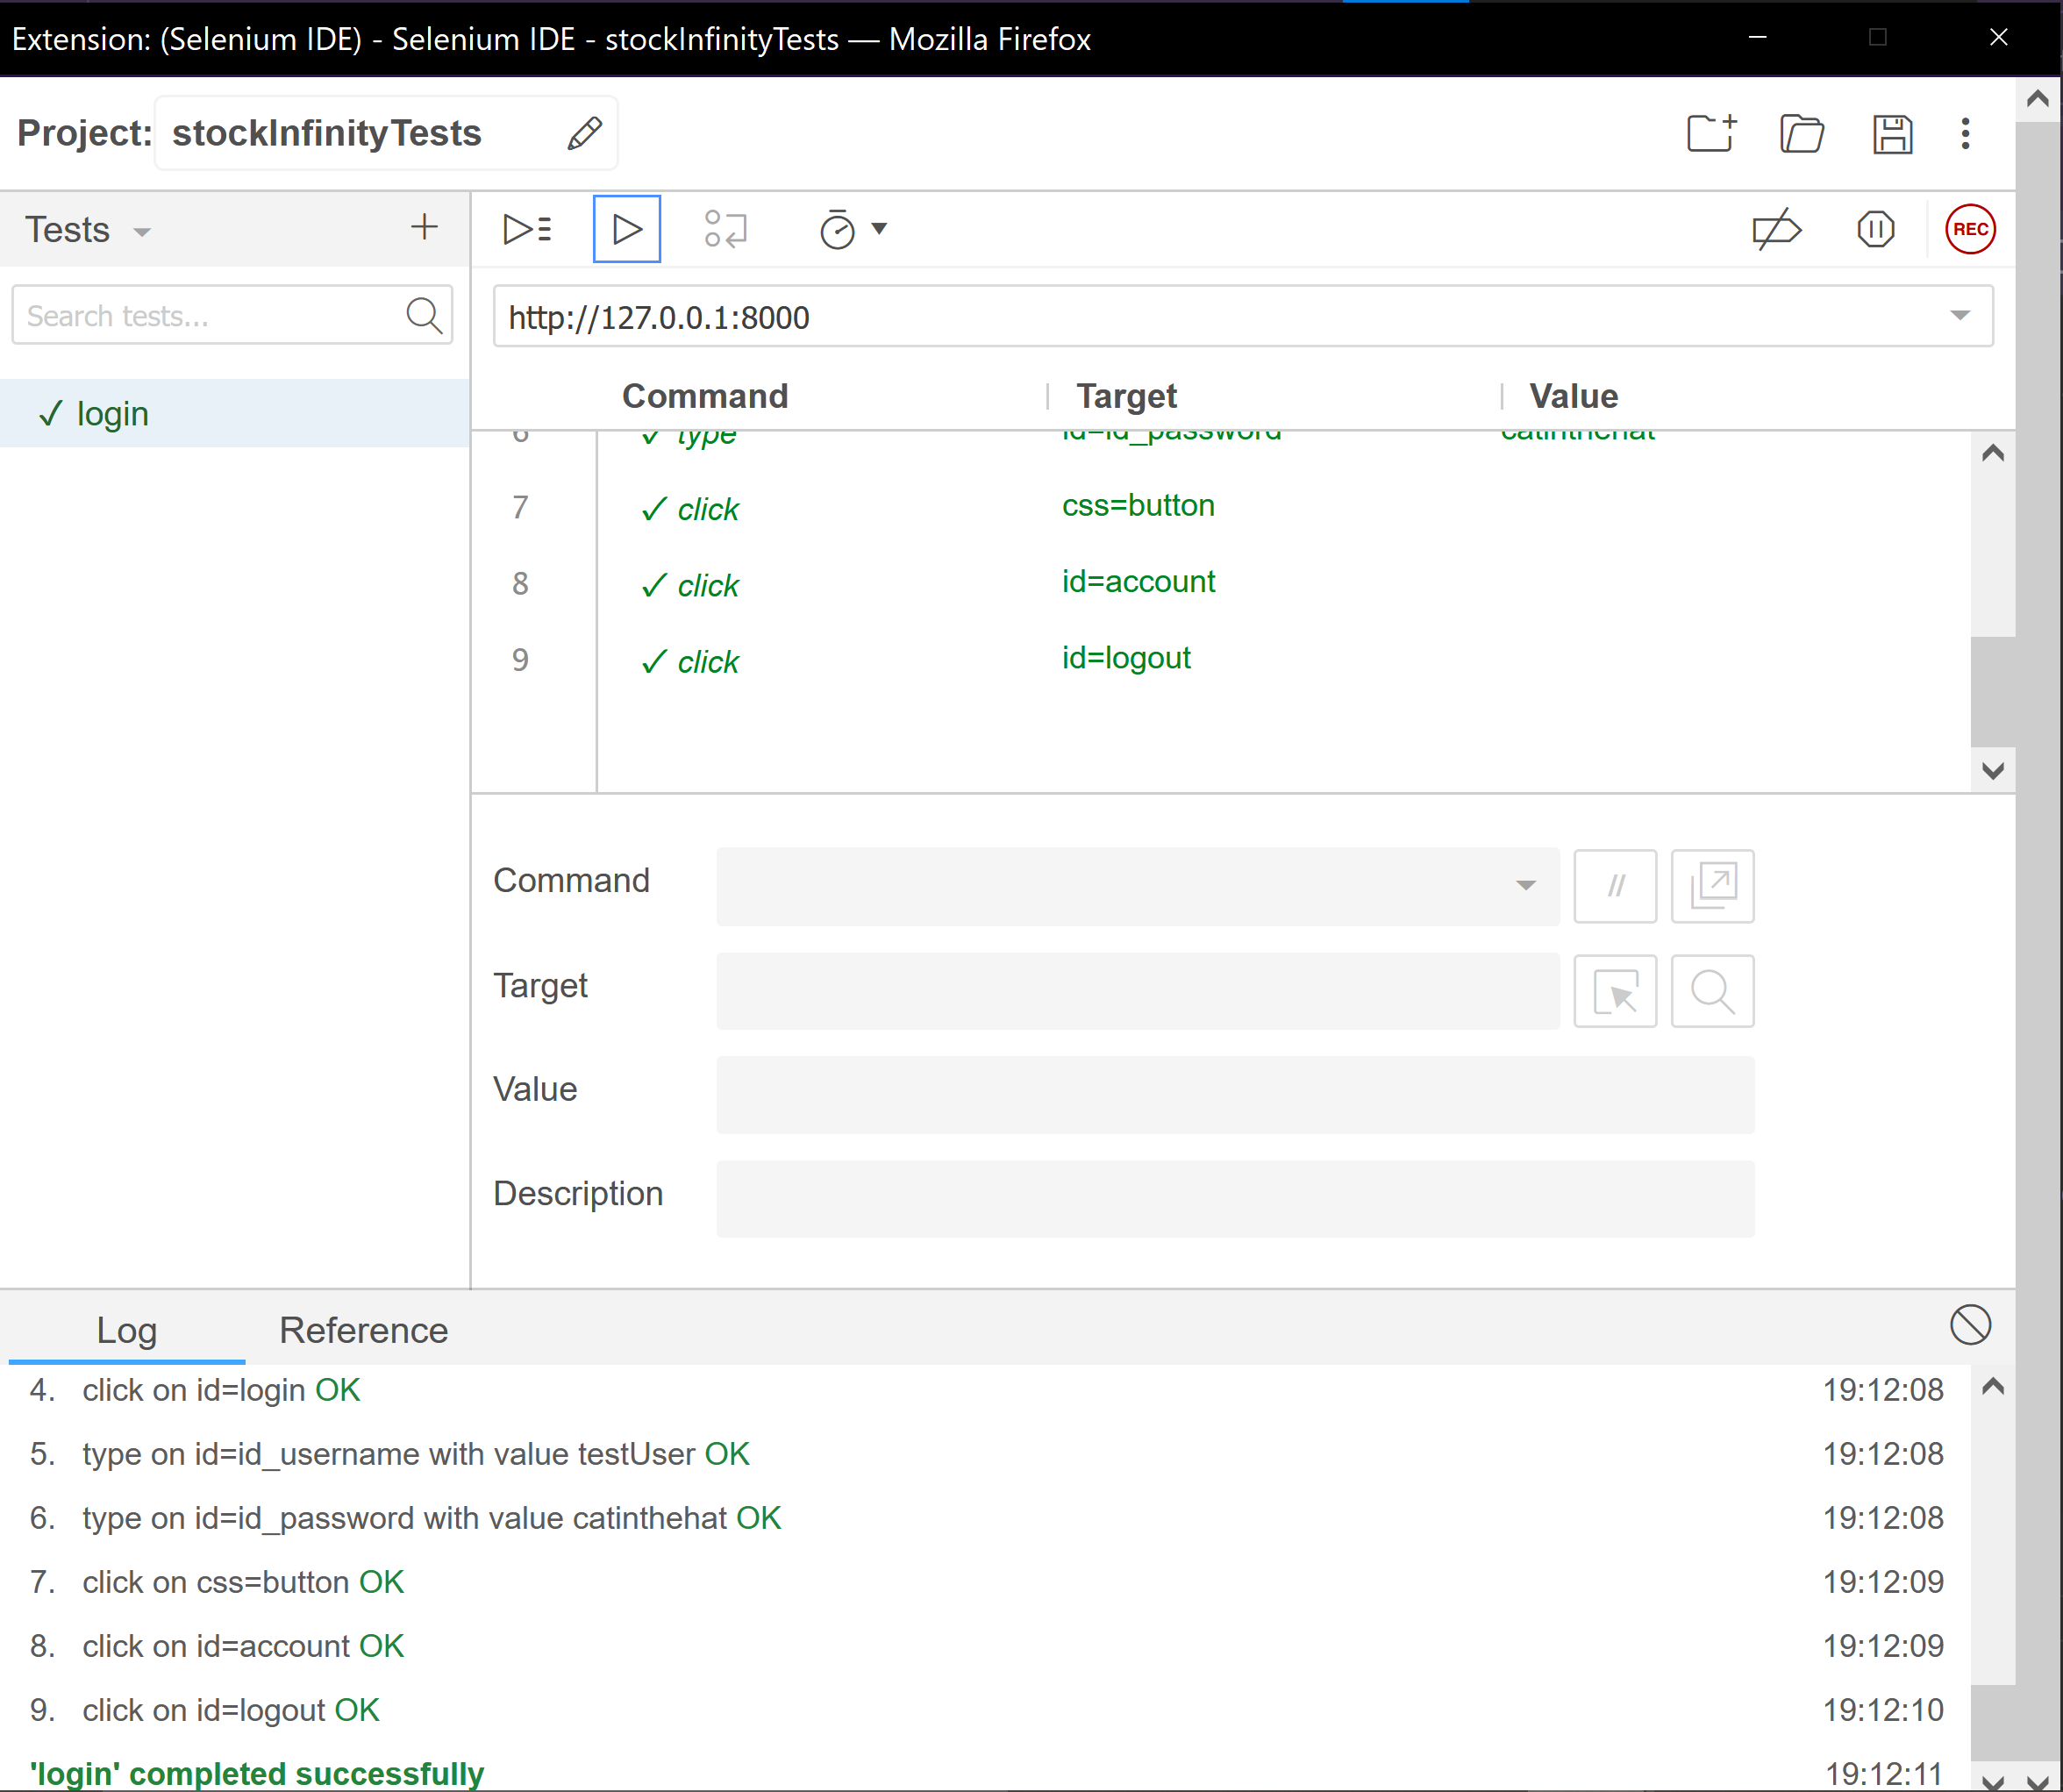 Extension: (Selenium IDE) - Selenium IDE - stockInfinityTests — Mozilla Firefox
Project: stockInfinityTests
Tests
REC
Search tests...
http://127.0.0.1:8000
✓ login
Command Target Value
6 ✓ type id=id_password catinthehat
7 ✓ click css=button
8 ✓ click id=account
9 ✓ click id=logout
Command //
Target
Value
Description
Log Reference
4. click on id=login OK 19:12:08
5. type on id=id_username with value testUser OK 19:12:08
6. type on id=id_password with value catinthehat OK 19:12:08
7. click on css=button OK 19:12:09
8. click on id=account OK 19:12:09
9. click on id=logout OK 19:12:10
'login' completed successfully 19:12:11